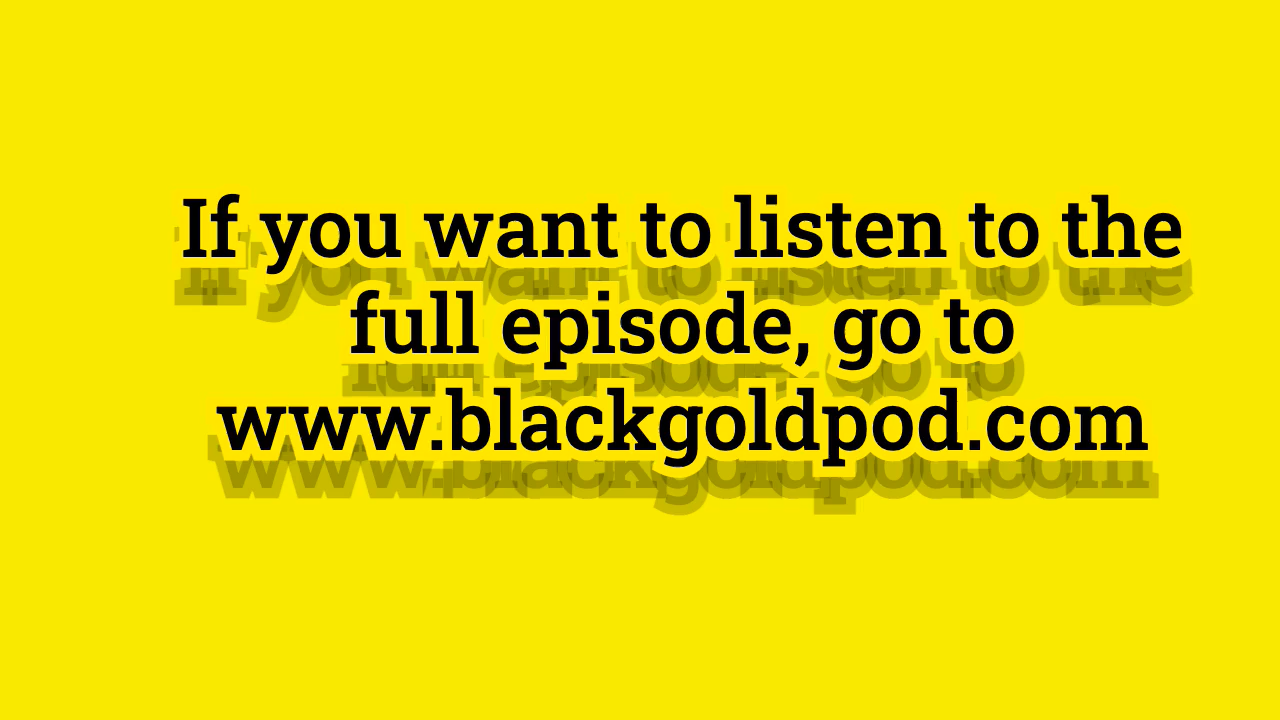 If you want to listen to the
full episode, go to
www.blackgoldpod.com